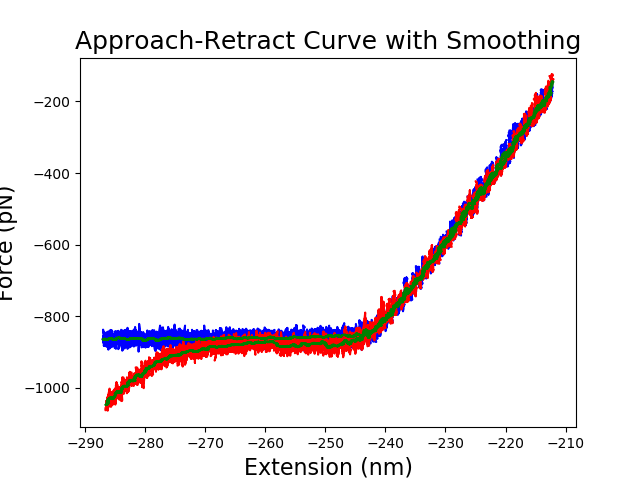 Approach-Retract Curve with Smoothing
Force (pN)
−200
−400
−600
−800
−1000
−290 −280 −270 −260 −250 −240 −230 −220 −210
Extension (nm)